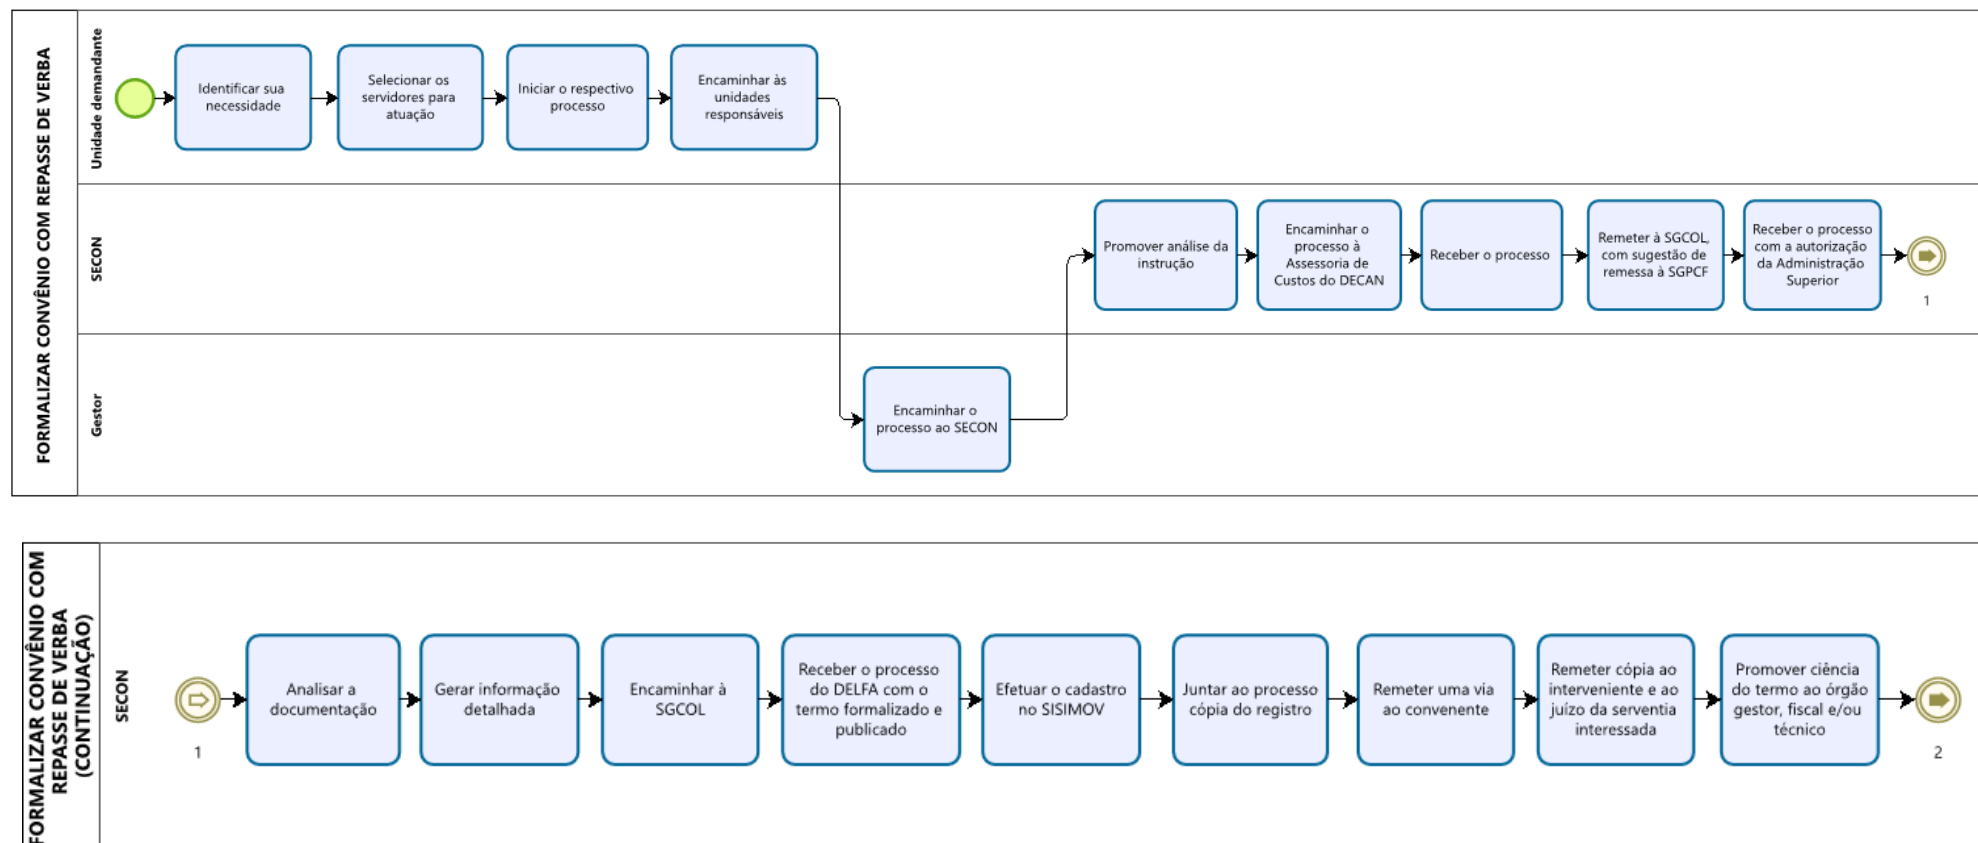 FORMALIZAR CONVÊNIO COM REPASSE DE VERBA
Unidade demandante
Identificar sua
necessidade
Selecionar os
servidores para
atuação
Iniciar o respectivo
processo
Encaminhar às
unidades
responsáveis
SECON
Promover análise da
instrução
Encaminhar o
processo à
Assessoria de
Custos do DECAN
Receber o processo
Remeter à SGCOL,
com sugestão de
remessa à SGPCF
Receber o processo
com a autorização
da Administração
Superior
1
Gestor
Encaminhar o
processo ao SECON
FORMALIZAR CONVÊNIO COM
REPASSE DE VERBA
(CONTINUAÇÃO)
SECON
1
Analisar a
documentação
Gerar informação
detalhada
Encaminhar à
SGCOL
Receber o processo
do DELFA com o
termo formalizado e
publicado
Efetuar o cadastro
no SISIMOV
Juntar ao processo
cópia do registro
Remeter uma via
ao convenente
Remeter cópia ao
interveniente e ao
juízo da serventia
interessada
Promover ciência
do termo ao órgão
gestor, fiscal e/ou
técnico
2